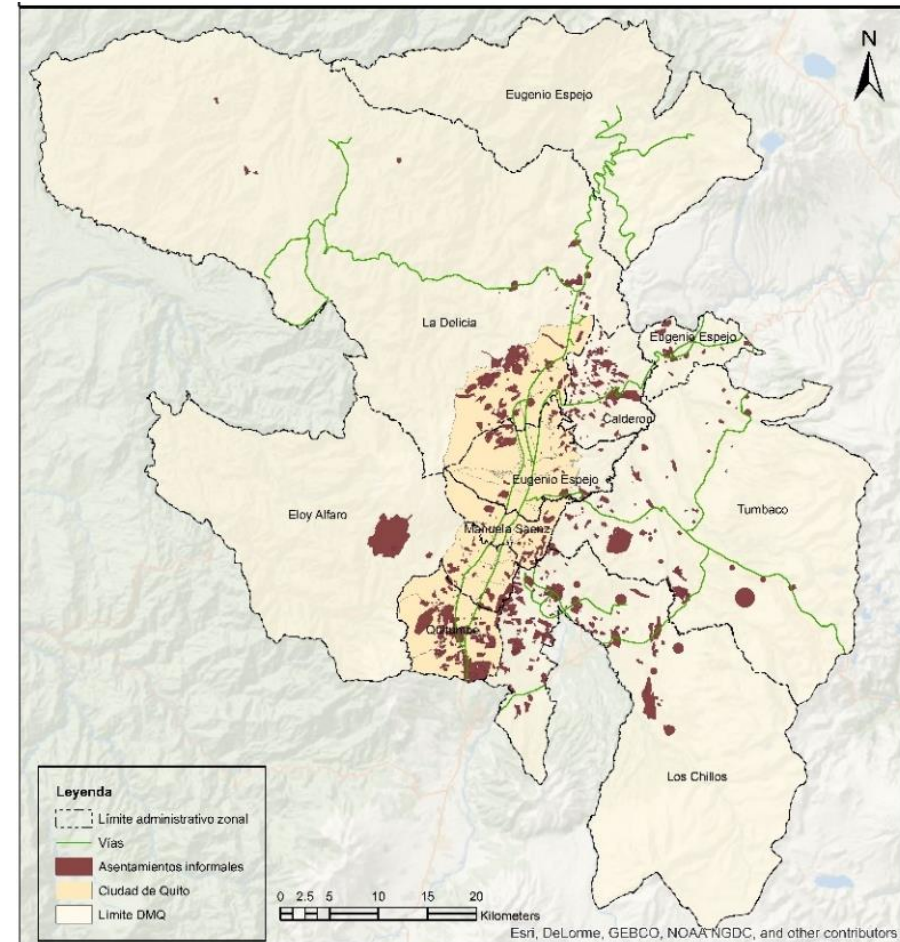 N
Eugenio Espejo
La Delicia
Eugenio Espejo
Calderon
Eugenio Espejo
Eloy Alfaro
Tumbaco
Manuela Saenz
Quitumbe
Los Chillos
Leyenda
Límite administrativo zonal
Vías
Asentamientos informales
Ciudad de Quito
Limite DMQ
0 2.5 5 10 15 20
Kilometers
Esri, DeLorme, GEBCO, NOAA NGDC, and other contributors